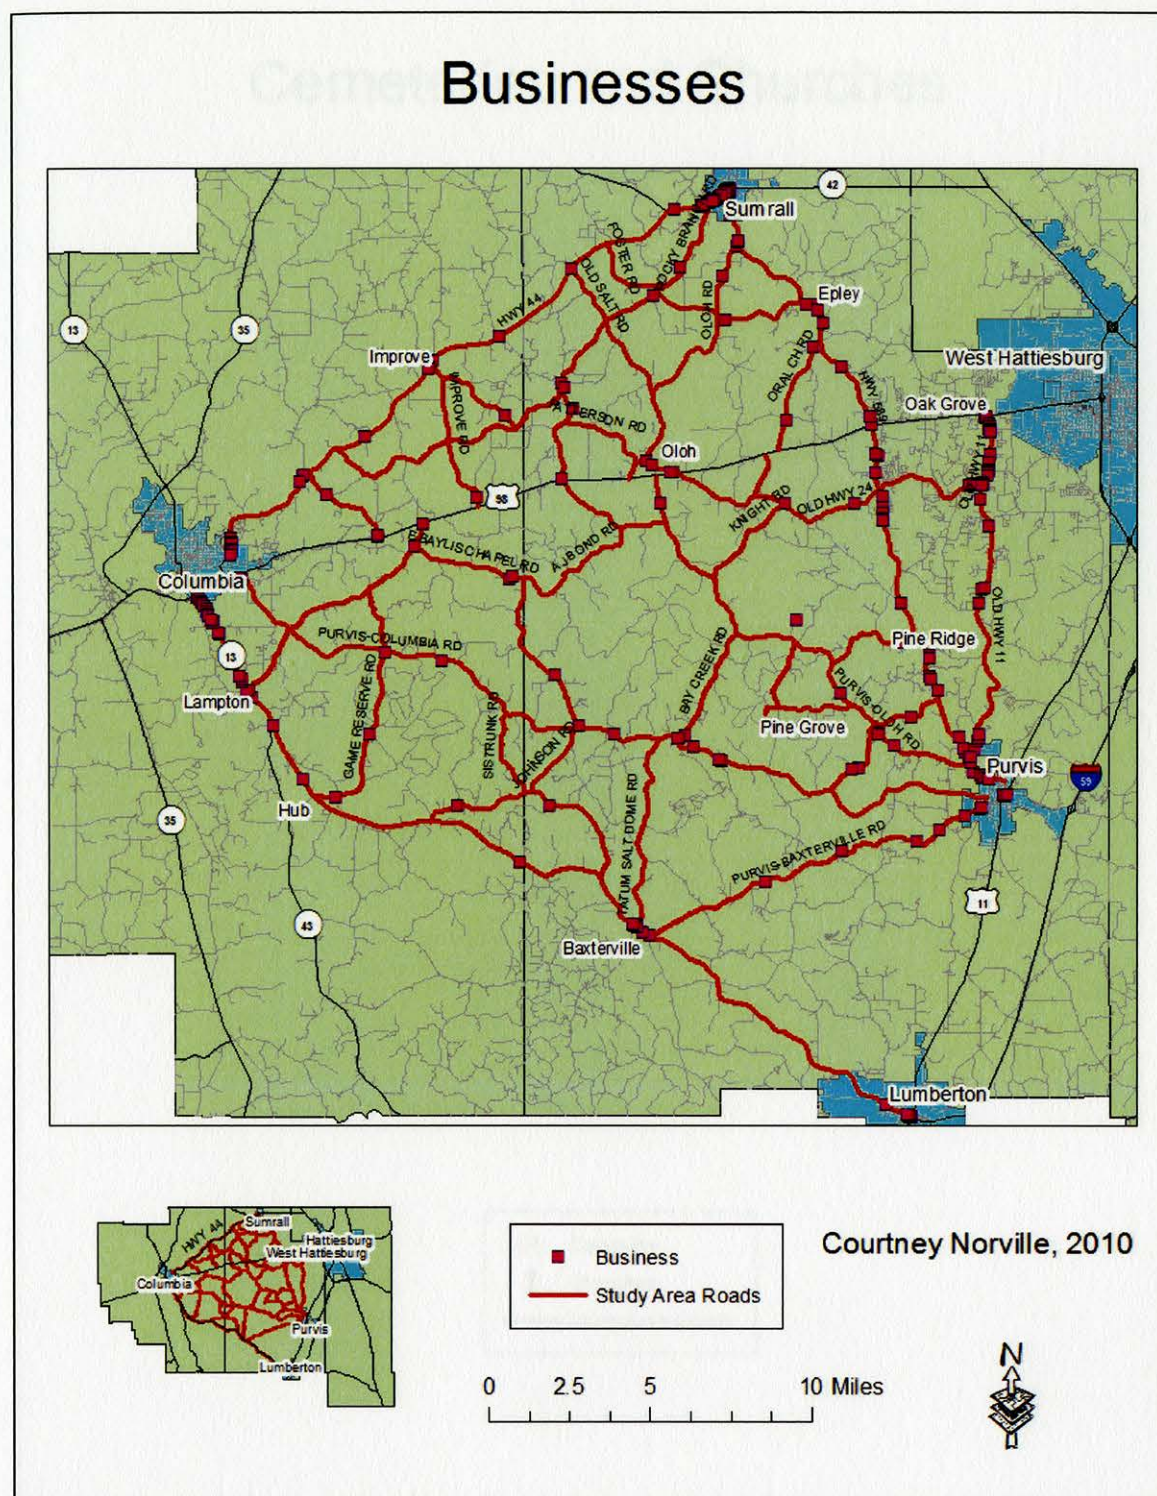 Businesses
42
Sumrall
ROCKY BRANCH RD
FOSTER RD
OLD SALT RD
OLOH RD
HWY 44
Epley
13
35
Improve
West Hattiesburg
ORAL CH RD
HWY 589
IMPROVE RD
Oak Grove
Oloh
OLD HWY 11
98
KNIGHT RD
OLD HWY 24
E BAYLIS CHAPEL RD
A J BOND RD
Columbia
OLD HWY 11
PURVIS-COLUMBIA RD
Pine Ridge
13
BAY CREEK RD
PURVIS-OLOH RD
Lampton
GAME RESERVE RD
SISTRUNK RD
JOHNSON RD
Pine Grove
Purvis
59
Hub
35
TATUM SALT DOME RD
PURVIS-BAXTERVILLE RD
11
43
Baxterville
Lumberton
Sumrall
HWY 44
Hattiesburg
West Hattiesburg
Columbia
Purvis
Lumberton
Business
Study Area Roads
Courtney Norville, 2010
0 2.5 5 10 Miles
N